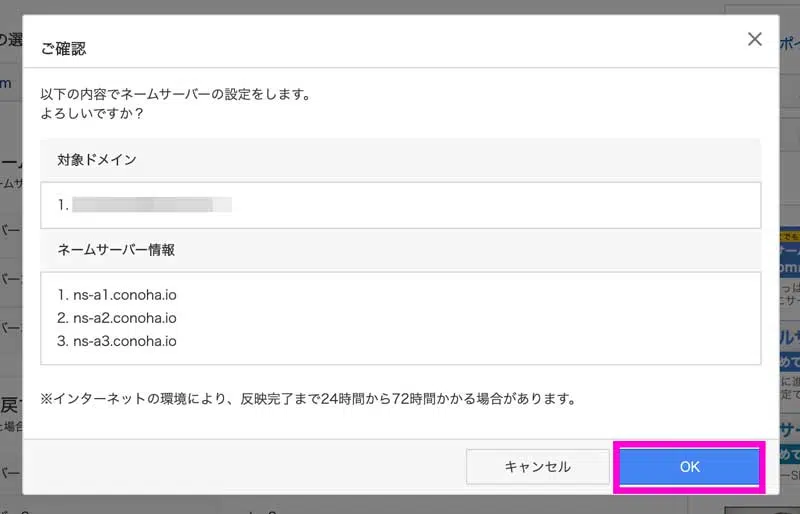 ご確認
以下の内容でネームサーバーの設定をします。
よろしいですか？
対象ドメイン
1.
ネームサーバー情報
1. ns-a1.conoha.io
2. ns-a2.conoha.io
3. ns-a3.conoha.io
※インターネットの環境により、反映完了まで24時間から72時間かかる場合があります。
キャンセル
OK